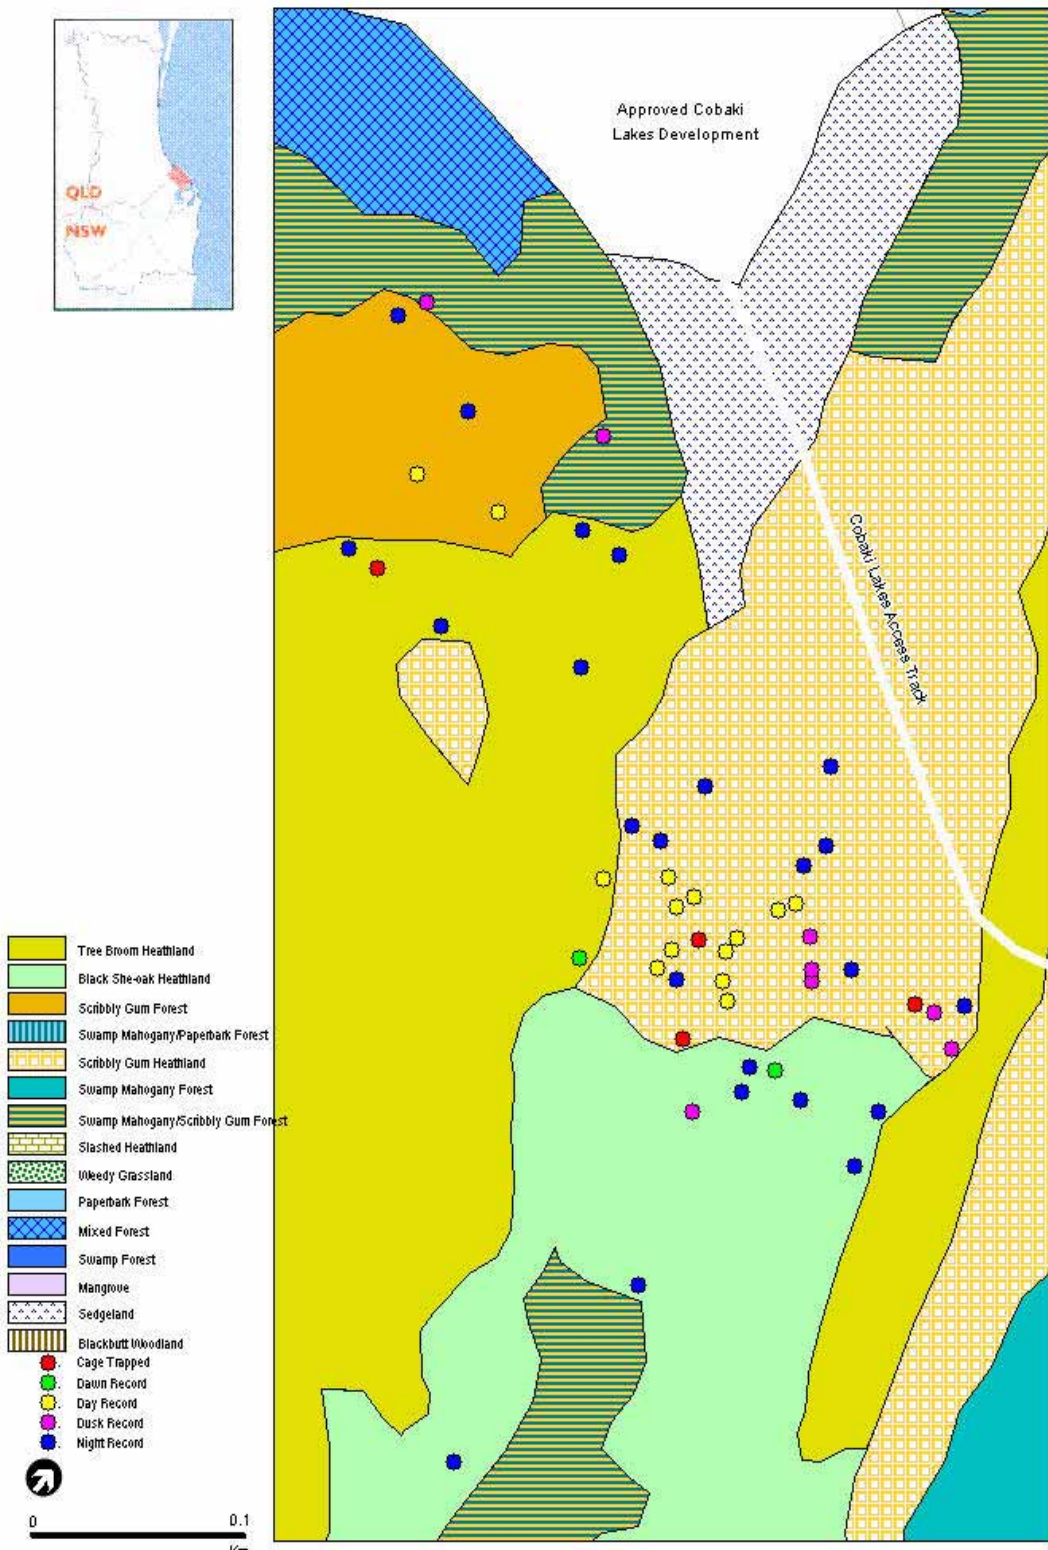 QLD
NSW
Approved Cobaki
Lakes Development
Cobaki Lakes Access Track
Tree Broom Heathland
Black She-oak Heathland
Scribbly Gum Forest
Swamp Mahogany/Paperbark Forest
Scribbly Gum Heathland
Swamp Mahogany Forest
Swamp Mahogany/Scribbly Gum Forest
Slashed Heathland
Weedy Grassland
Paperbark Forest
Mixed Forest
Swamp Forest
Mangrove
Sedgeland
Blackbutt Woodland
Cage Trapped
Dawn Record
Day Record
Dusk Record
Night Record
0 0.1
Km